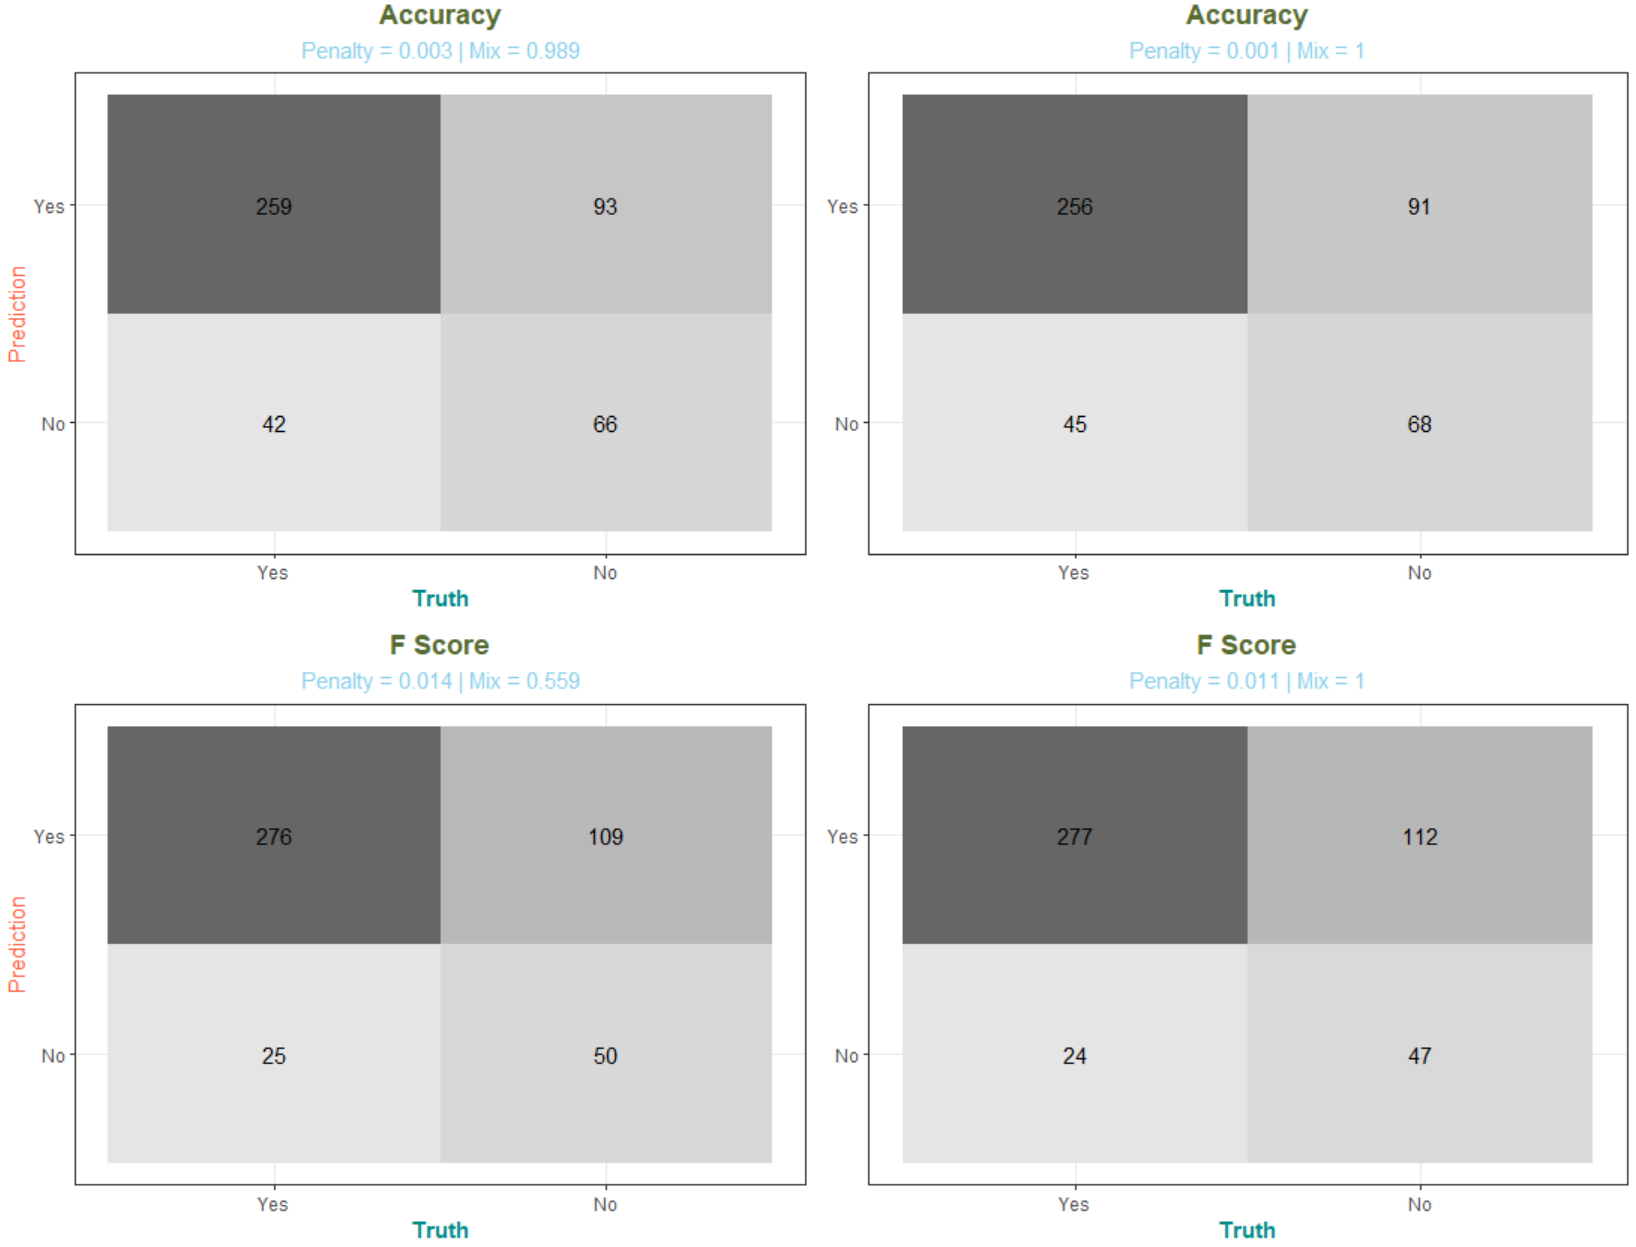 Accuracy
Penalty = 0.003 | Mix = 0.989
Prediction
Yes
259
93
No
42
66
Yes
No
Truth
Accuracy
Penalty = 0.001 | Mix = 1
Yes
256
91
No
45
68
Yes
No
Truth
F Score
Penalty = 0.014 | Mix = 0.559
Prediction
Yes
276
109
No
25
50
Yes
No
Truth
F Score
Penalty = 0.011 | Mix = 1
Yes
277
112
No
24
47
Yes
No
Truth